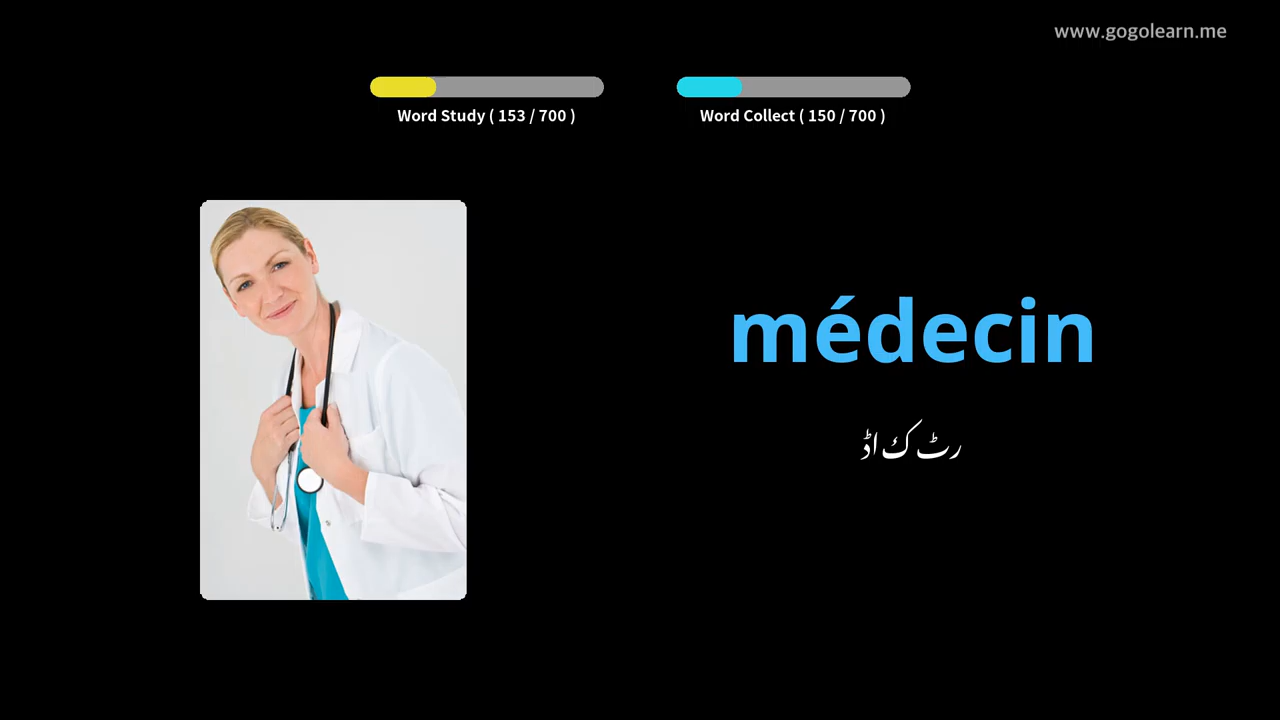 www.gogolearn.me
Word Study ( 153 / 700 )
Word Collect ( 150 / 700 )
médecin
رٹ ک اڈ